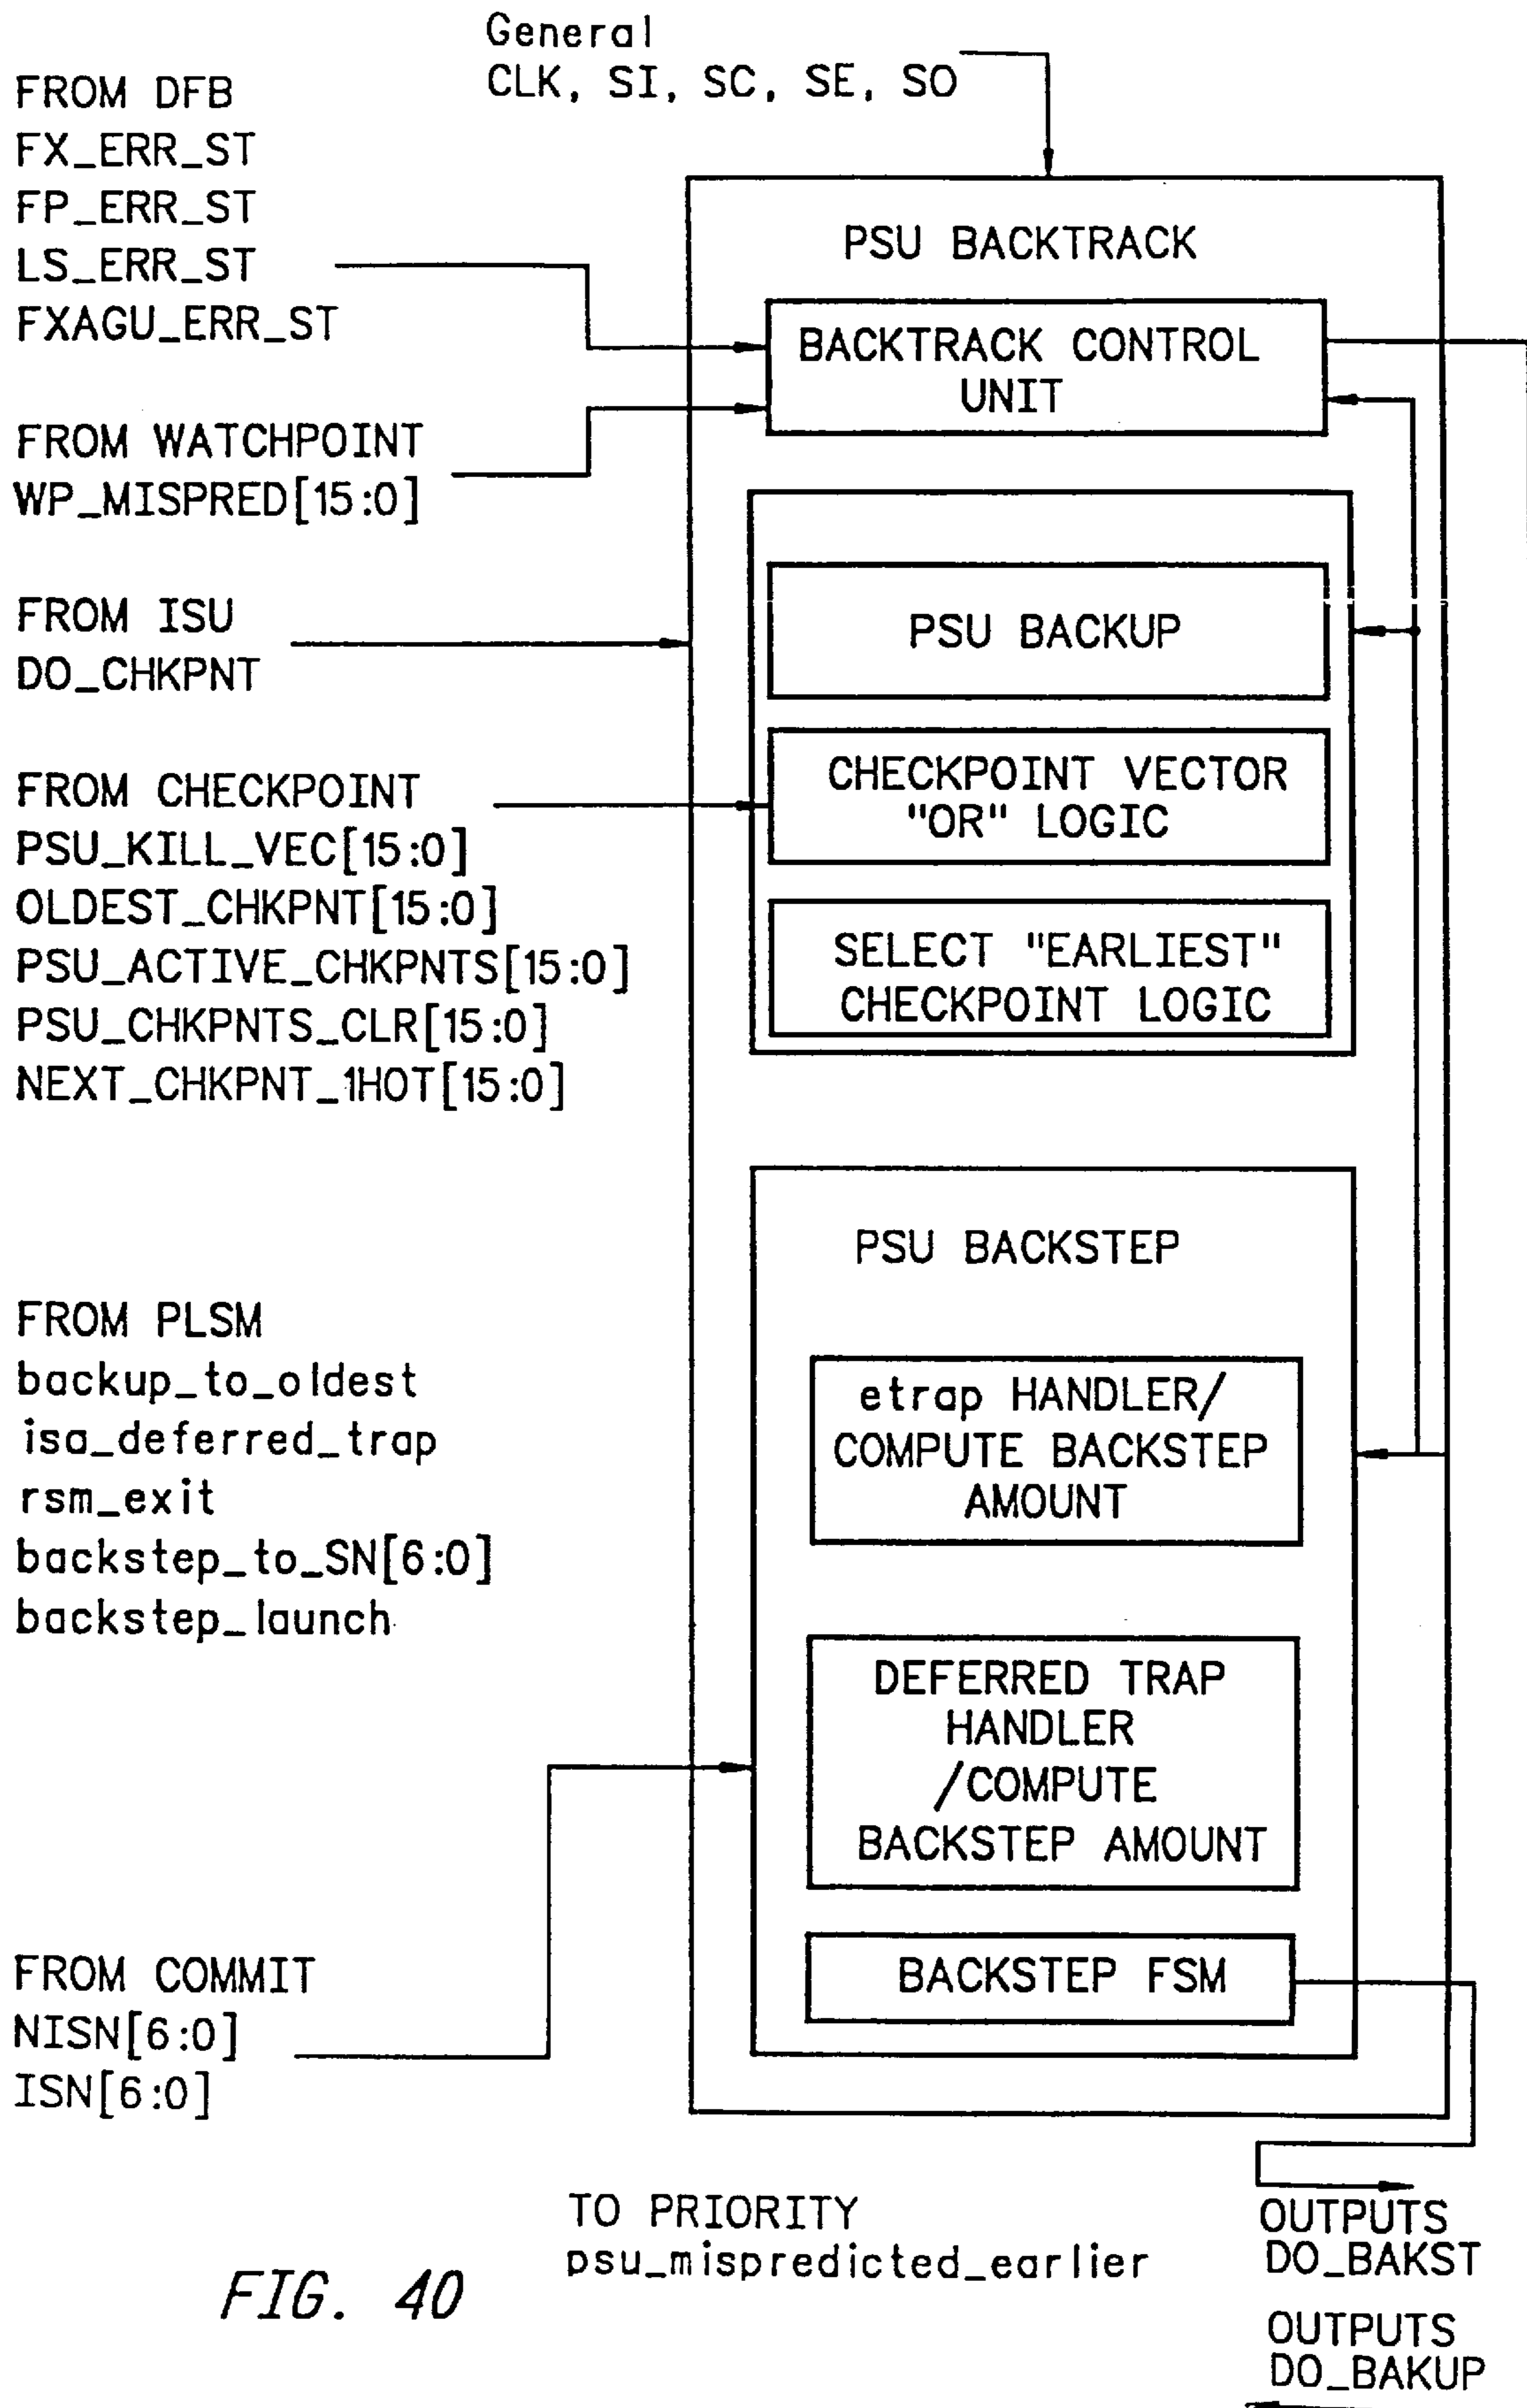 General
CLK, SI, SC, SE, SO
FROM DFB
FX_ERR_ST
FP_ERR_ST
LS_ERR_ST
FXAGU_ERR_ST
FROM WATCHPOINT
WP_MISPRED[15:0]
FROM ISU
DO_CHKPNT
FROM CHECKPOINT
PSU_KILL_VEC[15:0]
OLDEST_CHKPNT[15:0]
PSU_ACTIVE_CHKPNTS[15:0]
PSU_CHKPNTS_CLR[15:0]
NEXT_CHKPNT_1HOT[15:0]
FROM PLSM
backup_to_oldest
isa_deferred_trap
rsm_exit
backstep_to_SN[6:0]
backstep_launch
FROM COMMIT
NISN[6:0]
ISN[6:0]
PSU BACKTRACK
BACKTRACK CONTROL
UNIT
PSU BACKUP
CHECKPOINT VECTOR
"OR" LOGIC
SELECT "EARLIEST"
CHECKPOINT LOGIC
PSU BACKSTEP
etrap HANDLER/
COMPUTE BACKSTEP
AMOUNT
DEFERRED TRAP
HANDLER
/COMPUTE
BACKSTEP AMOUNT
BACKSTEP FSM
TO PRIORITY
psu_mispredicted_earlier
OUTPUTS
DO_BAKST
OUTPUTS
DO_BAKUP
FIG. 40